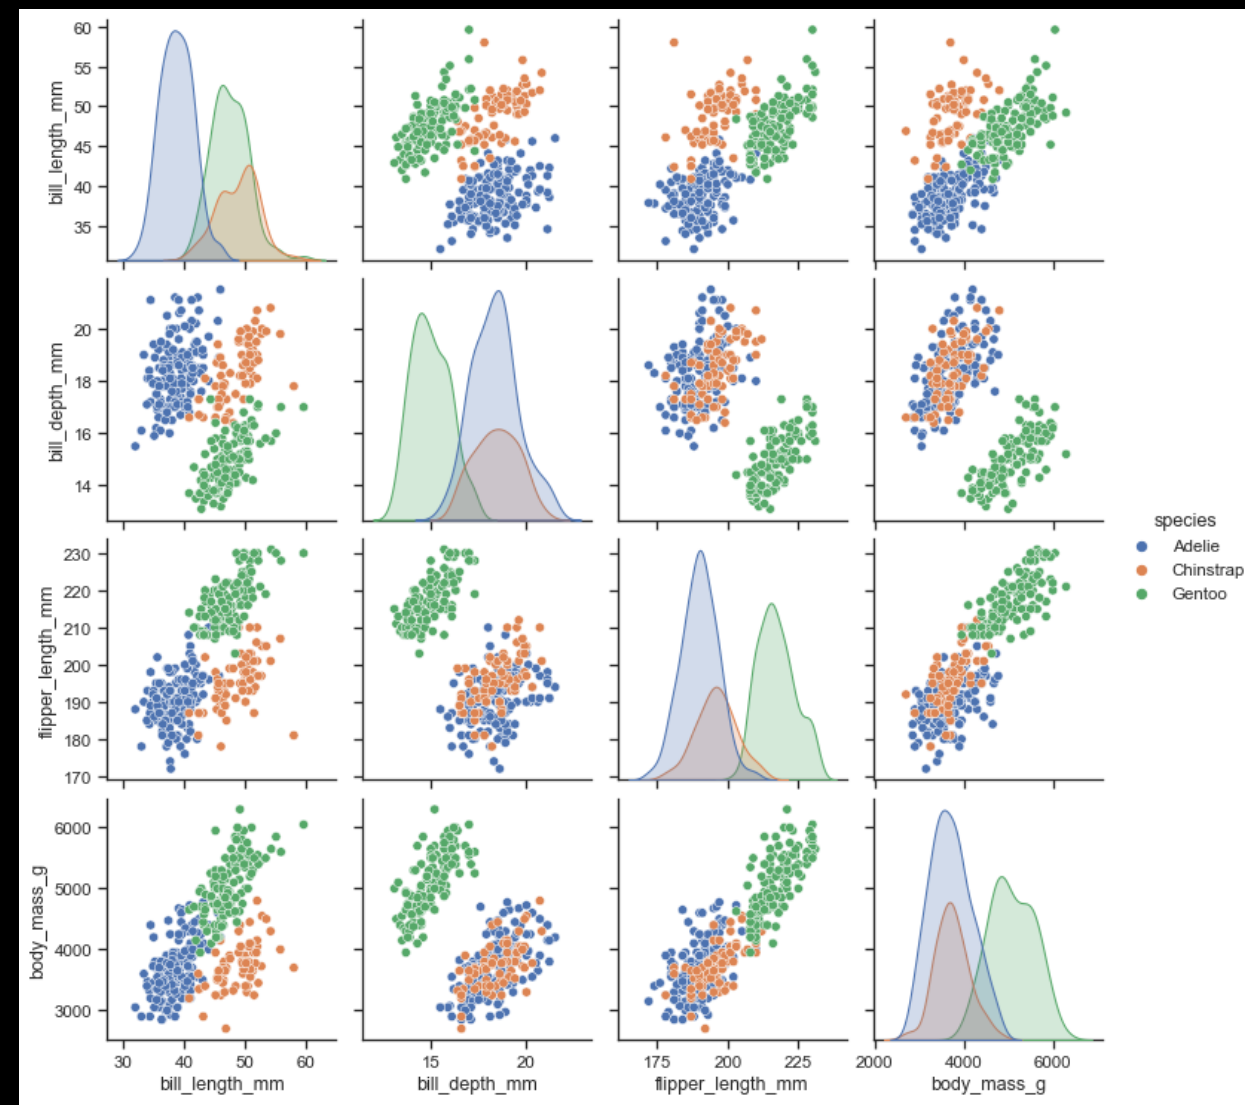 60
55
50
45
40
35
bill_length_mm
20
18
16
14
bill_depth_mm
230
220
210
200
190
180
170
flipper_length_mm
6000
5000
4000
3000
body_mass_g
30 40 50 60
bill_length_mm
15 20
bill_depth_mm
175 200 225
flipper_length_mm
2000 4000 6000
body_mass_g
species
Adelie
Chinstrap
Gentoo